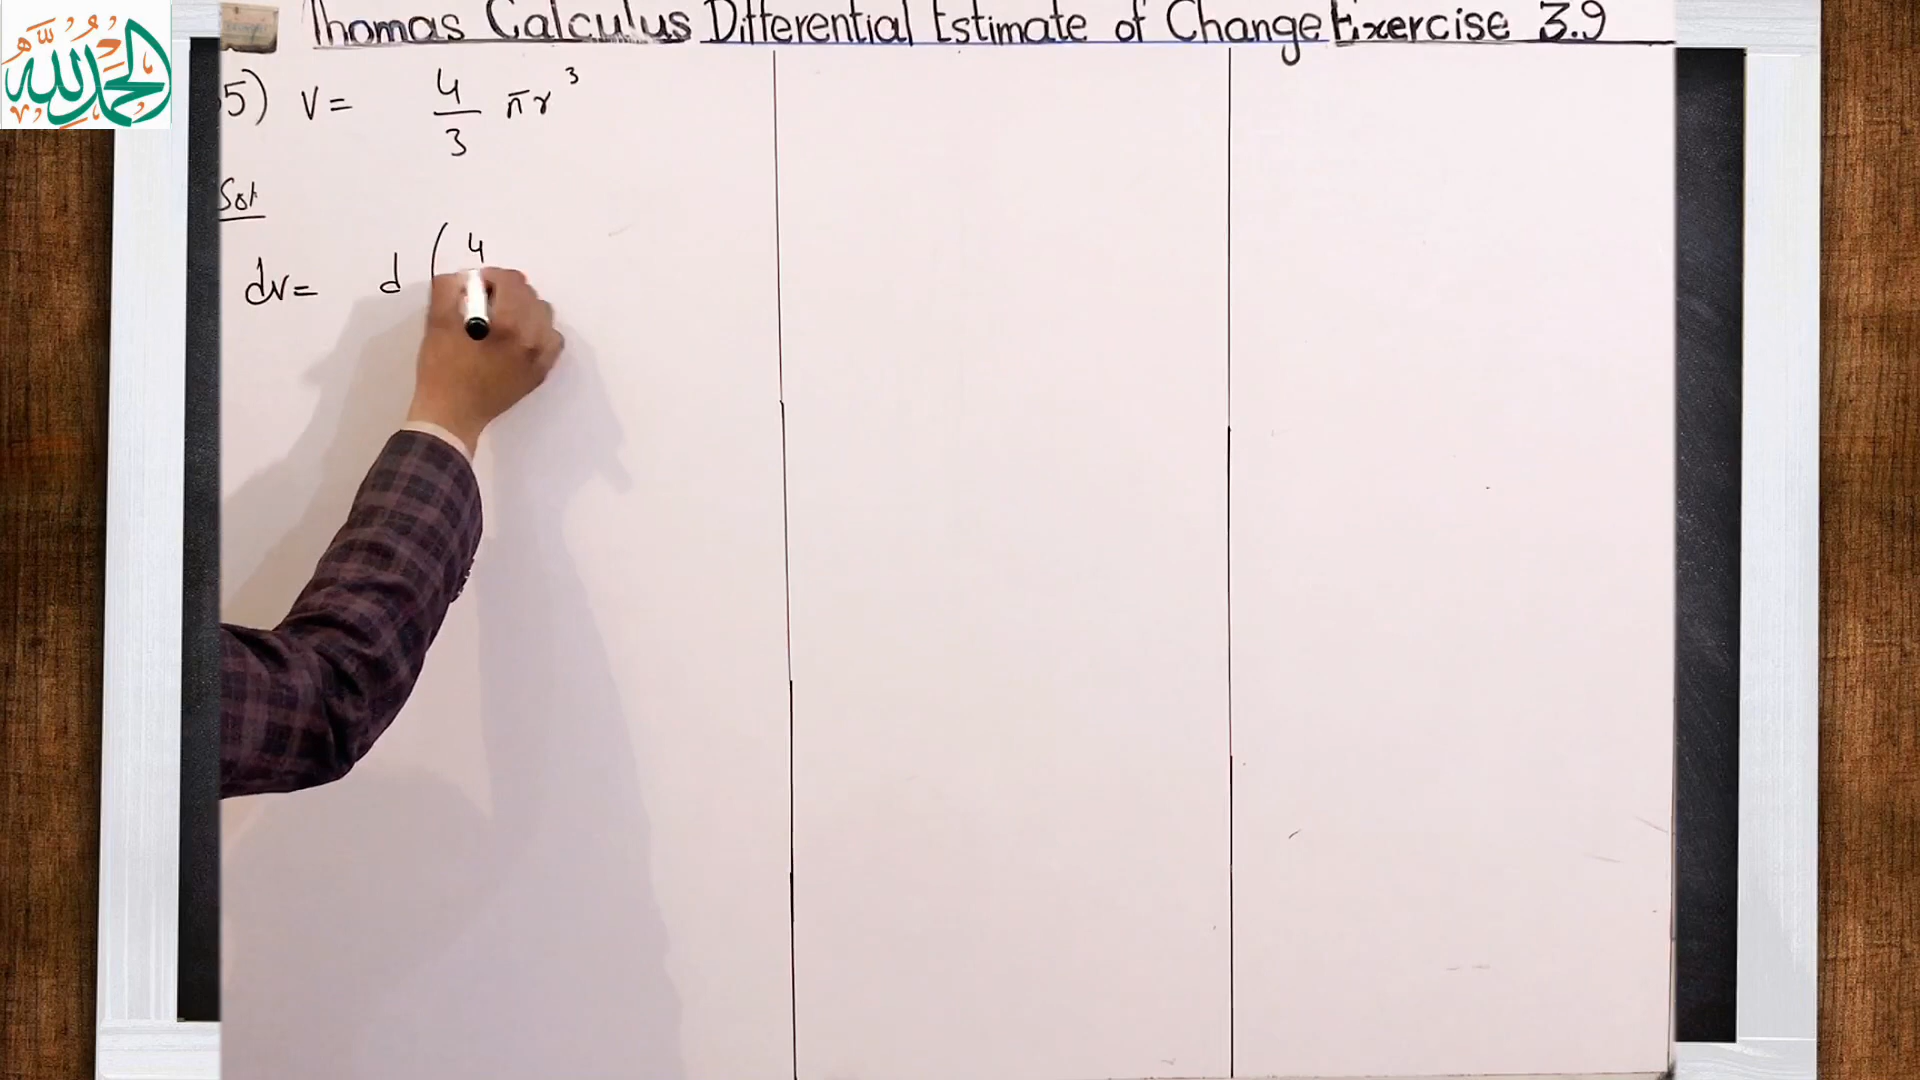 الحمد لله
Thomas Calculus Differential Estimate of Change Exercise 3.9
5) V = 4/3 πr³
Sol
dv = d ( 4